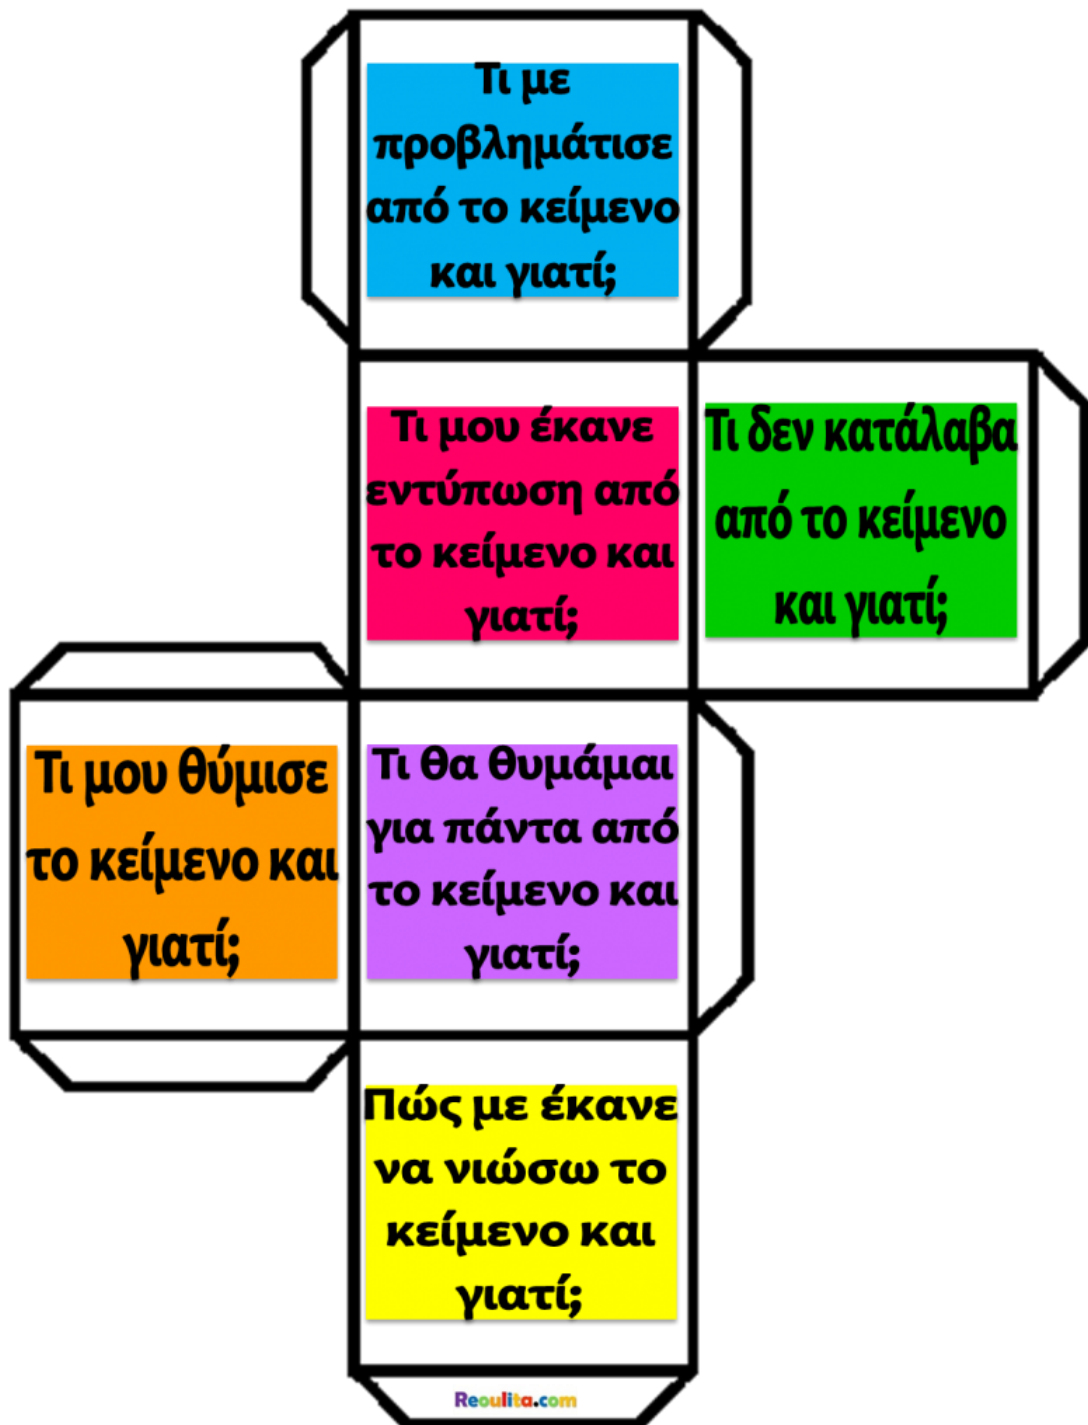 Τι με
προβλημάτισε
από το κείμενο
και γιατί;
Τι μου έκανε
εντύπωση από
το κείμενο και
γιατί;
Τι δεν κατάλαβα
από το κείμενο
και γιατί;
Τι μου θύμισε
το κείμενο και
γιατί;
Τι θα θυμάμαι
για πάντα από
το κείμενο και
γιατί;
Πώς με έκανε
να νιώσω το
κείμενο και
γιατί;
Reoulita.com